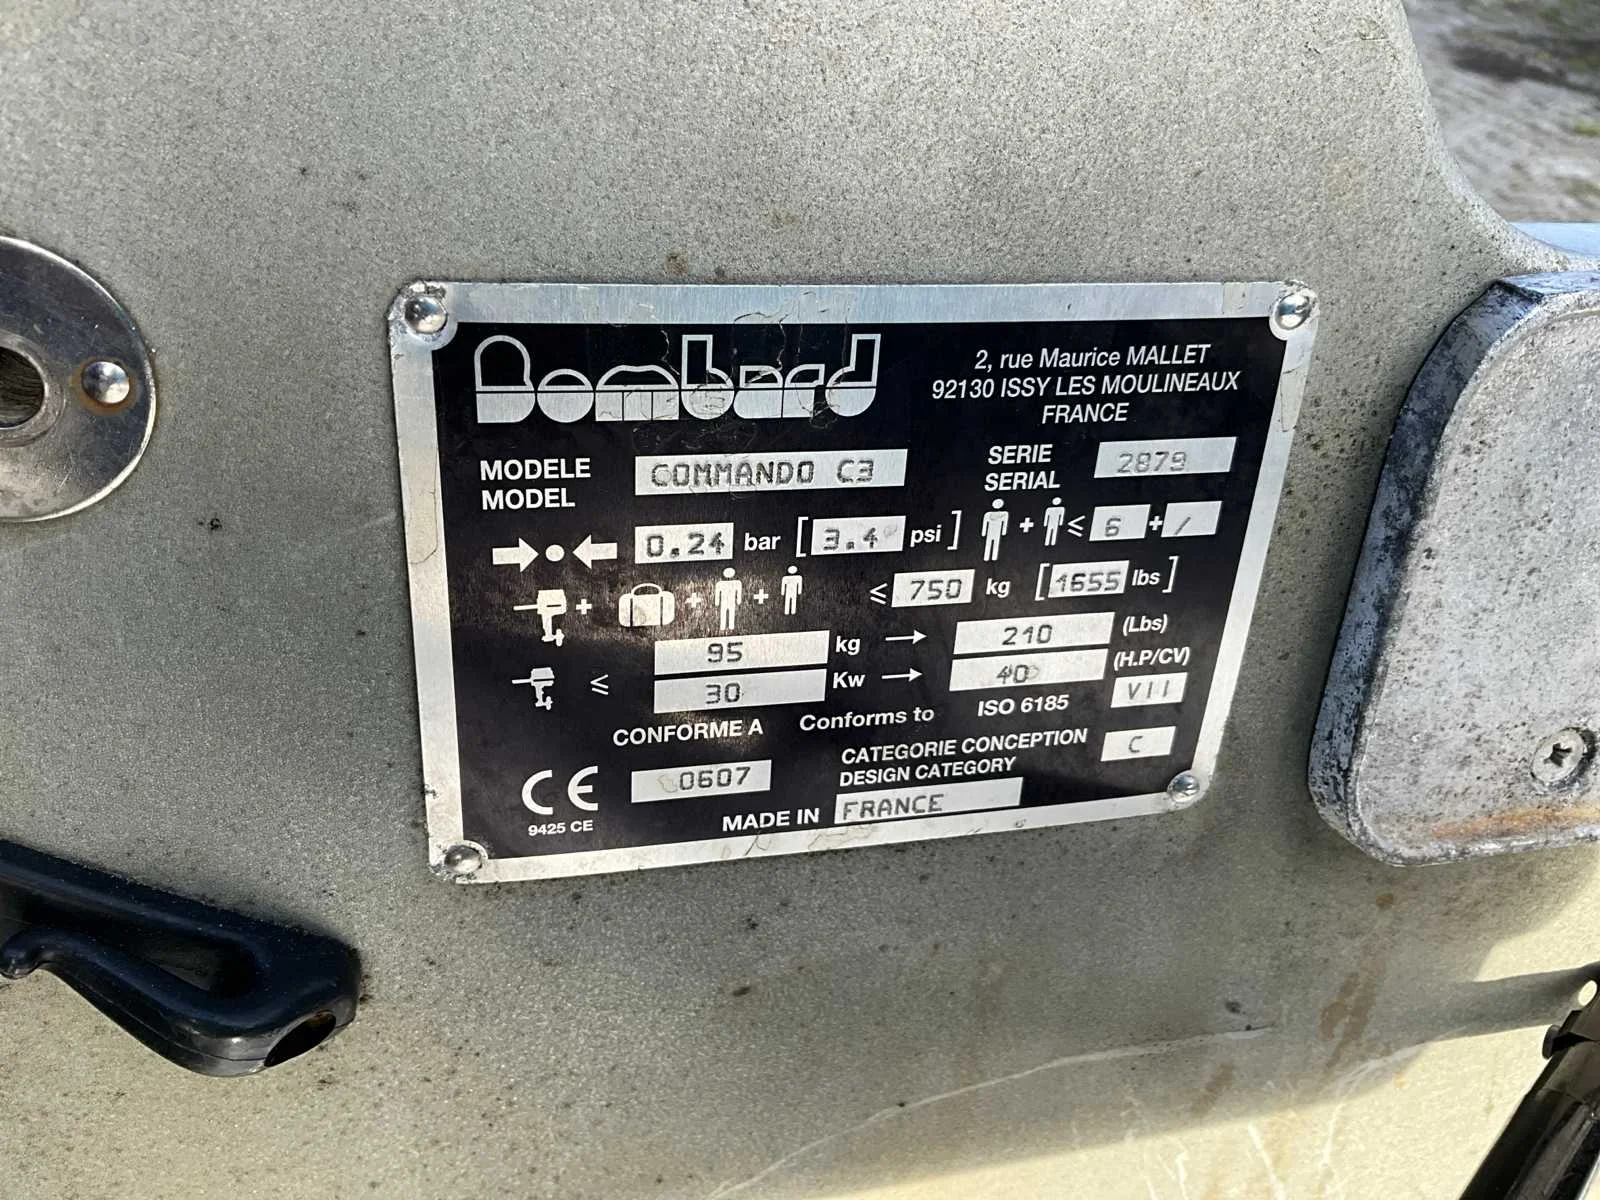 Bombard
2, rue Maurice MALLET
92130 ISSY LES MOULINEAUX
FRANCE
MODELE
MODEL
COMMANDO C3
SERIE
SERIAL
2879
0.24 bar [3.4 psi]
+ ≤ 6 + /
+ + + ≤ 750 kg [1655 lbs]
≤ 95 kg → 210 (Lbs)
30 Kw → 40 (H.P/CV)
CONFORME A Conforms to ISO 6185 VII
CATEGORIE CONCEPTION
DESIGN CATEGORY
C
CE 0607
9425 CE
MADE IN FRANCE